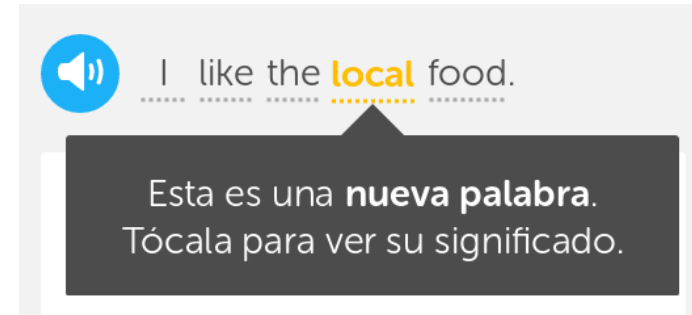 I like the local food.
Esta es una nueva palabra.
Tócala para ver su significado.